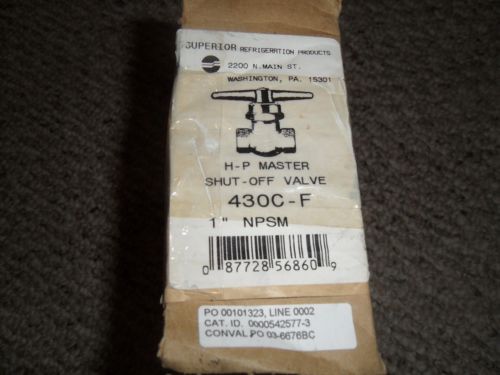 SUPERIOR REFRIGERATION PRODUCTS
2200 N. MAIN ST.
WASHINGTON, PA. 15301
H-P MASTER
SHUT-OFF VALVE
430C-F
1" NPSM
0 87728 56860 9
PO 00101323, LINE 0002
CAT. ID. 0000542577-3
CONVAL PO 03-6676BC